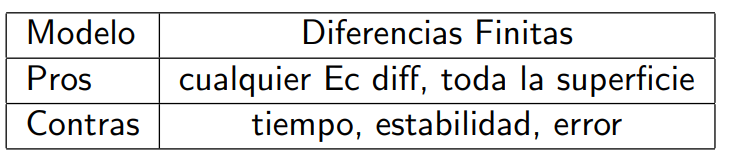 Modelo Diferencias Finitas
Pros cualquier Ec diff, toda la superficie
Contras tiempo, estabilidad, error